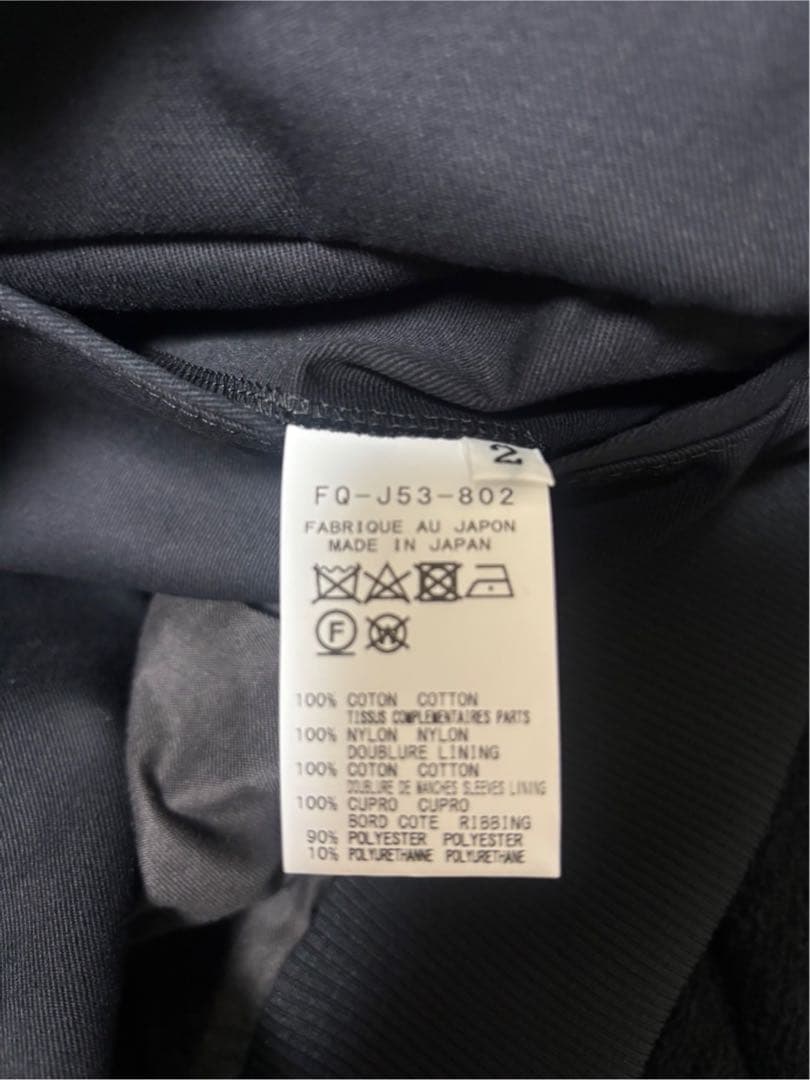 2
FQ-J53-802
FABRIQUE AU JAPON
MADE IN JAPAN
F W
100% COTON COTTON
TISSUS COMPLEMENTAIRES PARTS
100% NYLON NYLON
DOUBLURE LINING
100% COTON COTTON
DOUBLURE DE MANCHES SLEEVES LINING
100% CUPRO CUPRO
BORD COTE RIBBING
90% POLYESTER POLYESTER
10% POLYURETHANNE POLYURETHANE